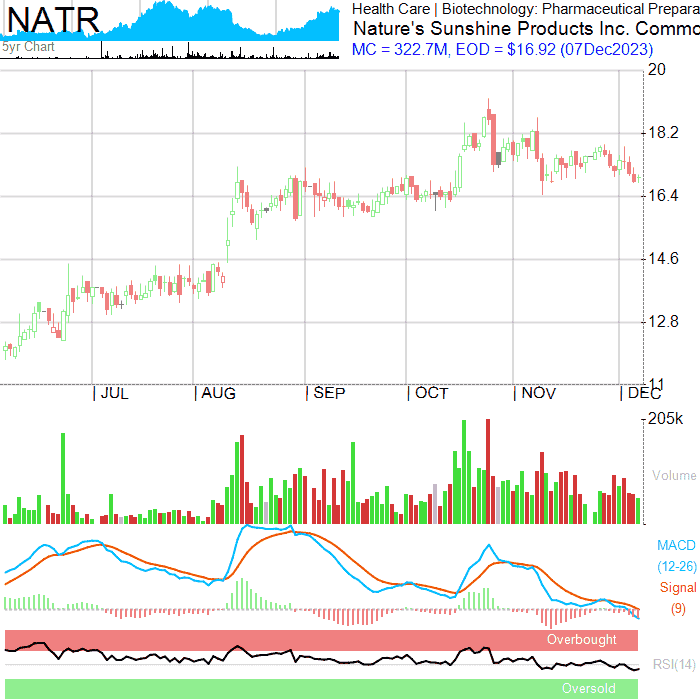 NATR
5yr Chart
Health Care | Biotechnology: Pharmaceutical Prepara
Nature's Sunshine Products Inc. Commo
MC = 322.7M, EOD = $16.92 (07Dec2023)
20
18.2
16.4
14.6
12.8
11
| JUL | AUG | SEP | OCT | NOV | DEC
205k
Volume
MACD
(12-26)
Signal
(9)
Overbought
RSI(14)
Oversold